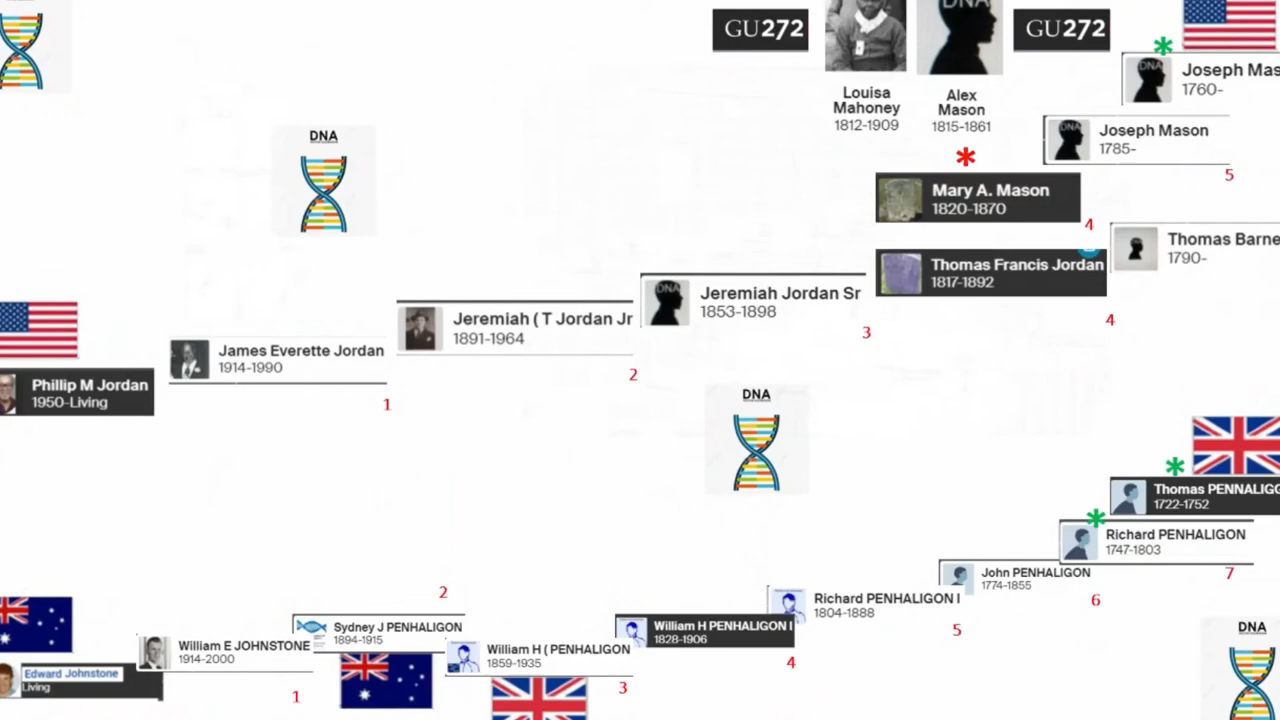 GU272
DNA
GU272
Louisa
Mahoney
1812-1909
Alex
Mason
1815-1861
DNA
Joseph Mas
1760-
DNA
Joseph Mason
1785-
5
DNA
Mary A. Mason
1820-1870
4
Thomas Barne
1790-
Thomas Francis Jordan
1817-1892
4
DNA
Jeremiah Jordan Sr
1853-1898
3
Jeremiah ( T Jordan Jr
1891-1964
2
James Everette Jordan
1914-1990
1
Phillip M Jordan
1950-Living
DNA
Thomas PENNALIGO
1722-1752
Richard PENHALIGON
1747-1803
7
John PENHALIGON
1774-1855
6
Richard PENHALIGON I
1804-1888
5
William H PENHALIGON I
1828-1906
4
William H ( PENHALIGON
1859-1935
3
2
Sydney J PENHALIGON
1894-1915
William E JOHNSTONE
1914-2000
1
Edward Johnstone
Living
DNA